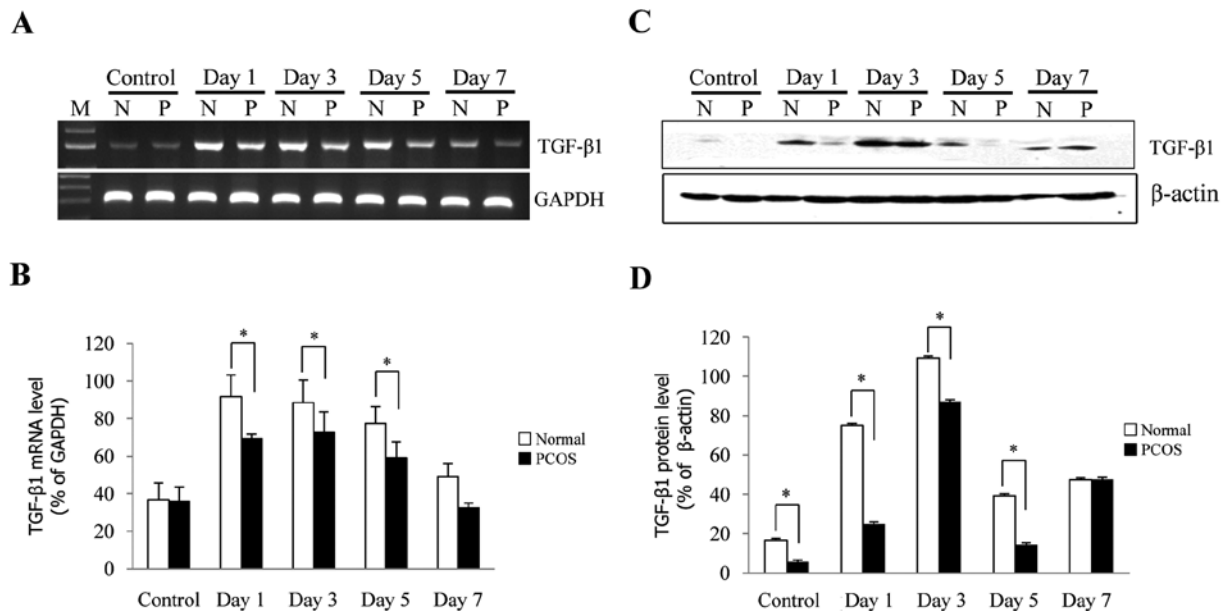 A
Control Day 1 Day 3 Day 5 Day 7
M N P N P N P N P N P
TGF-β1
GAPDH
B
TGF-β1 mRNA level
(% of GAPDH)
120
100
80
60
40
20
0
* * *
Normal
PCOS
Control Day 1 Day 3 Day 5 Day 7
C
Control Day 1 Day 3 Day 5 Day 7
N P N P N P N P N P
TGF-β1
β-actin
D
TGF-β1 protein level
(% of β-actin)
120
100
80
60
40
20
0
* * * *
Normal
PCOS
Control Day 1 Day 3 Day 5 Day 7